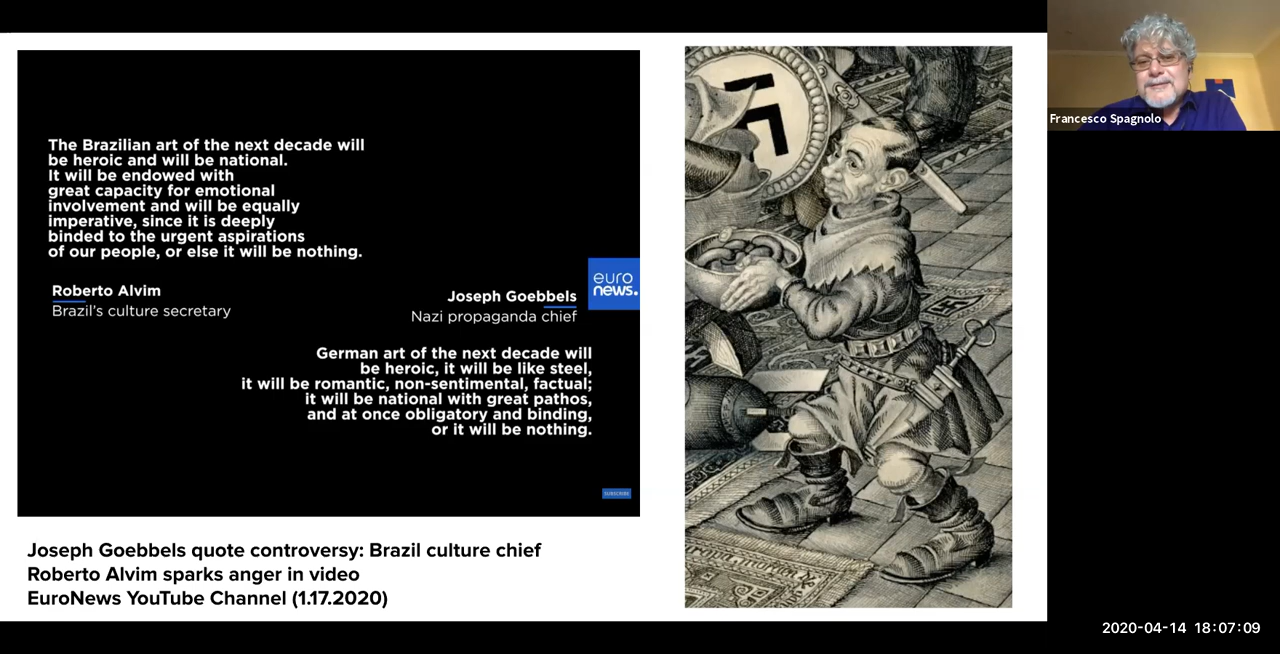 The Brazilian art of the next decade will
be heroic and will be national.
It will be endowed with
great capacity for emotional
involvement and will be equally
imperative, since it is deeply
binded to the urgent aspirations
of our people, or else it will be nothing.
Roberto Alvim
Brazil's culture secretary
Joseph Goebbels
Nazi propaganda chief
euro
news.
German art of the next decade will
be heroic, it will be like steel,
it will be romantic, non-sentimental, factual;
it will be national with great pathos,
and at once obligatory and binding,
or it will be nothing.
SUBSCRIBE
Joseph Goebbels quote controversy: Brazil culture chief
Roberto Alvim sparks anger in video
EuroNews YouTube Channel (1.17.2020)
Francesco Spagnolo
2020-04-14 18:07:09